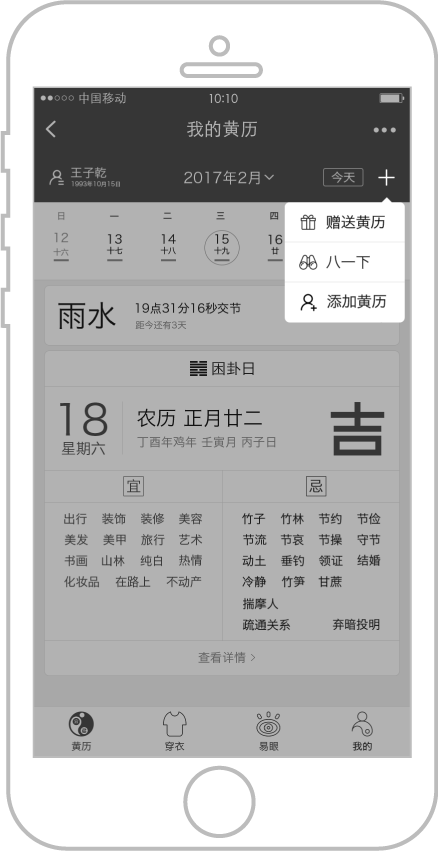 中国移动 10:10
我的黄历
王子乾
1993年10月15日
2017年2月
今天
赠送黄历
八一下
添加黄历
日 一 二 三 四
12 13 14 15 16
十六 十七 十八 十九 廿
雨水
19点31分16秒交节
距今还有3天
困卦日
18
星期六
农历 正月廿二
丁酉年鸡年 壬寅月 丙子日
吉
宜
出行 装饰 装修 美容
美发 美甲 旅行 艺术
书画 山林 纯白 热情
化妆品 在路上 不动产
忌
竹子 竹林 节约 节俭
节流 节哀 节操 守节
动土 垂钓 领证 结婚
冷静 竹笋 甘蔗
揣摩人
疏通关系 弃暗投明
查看详情
黄历 穿衣 易眼 我的